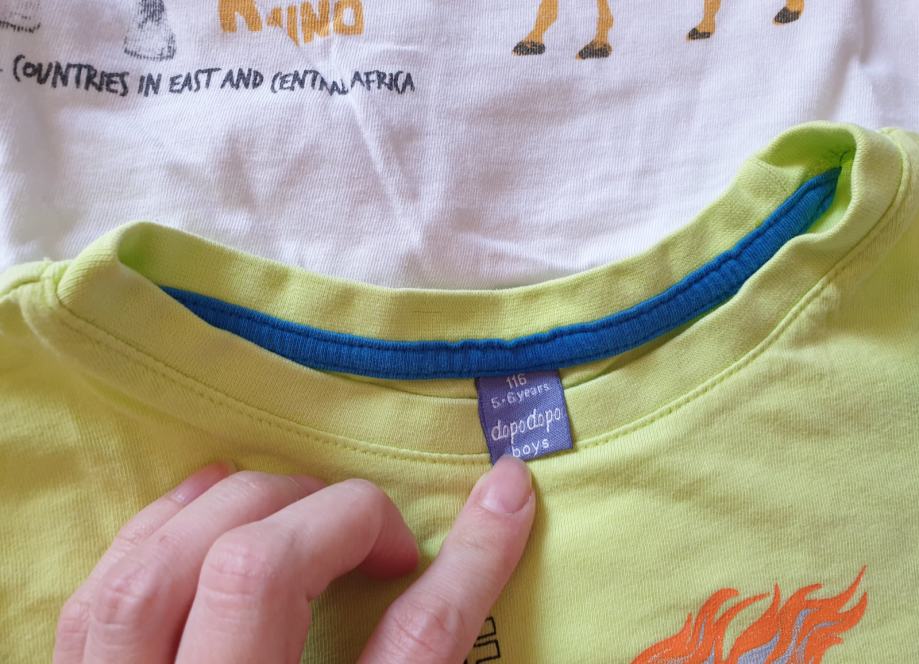 RHINO
COUNTRIES IN EAST AND CENTRAL AFRICA
116
5-6 years
dopodopo
boys